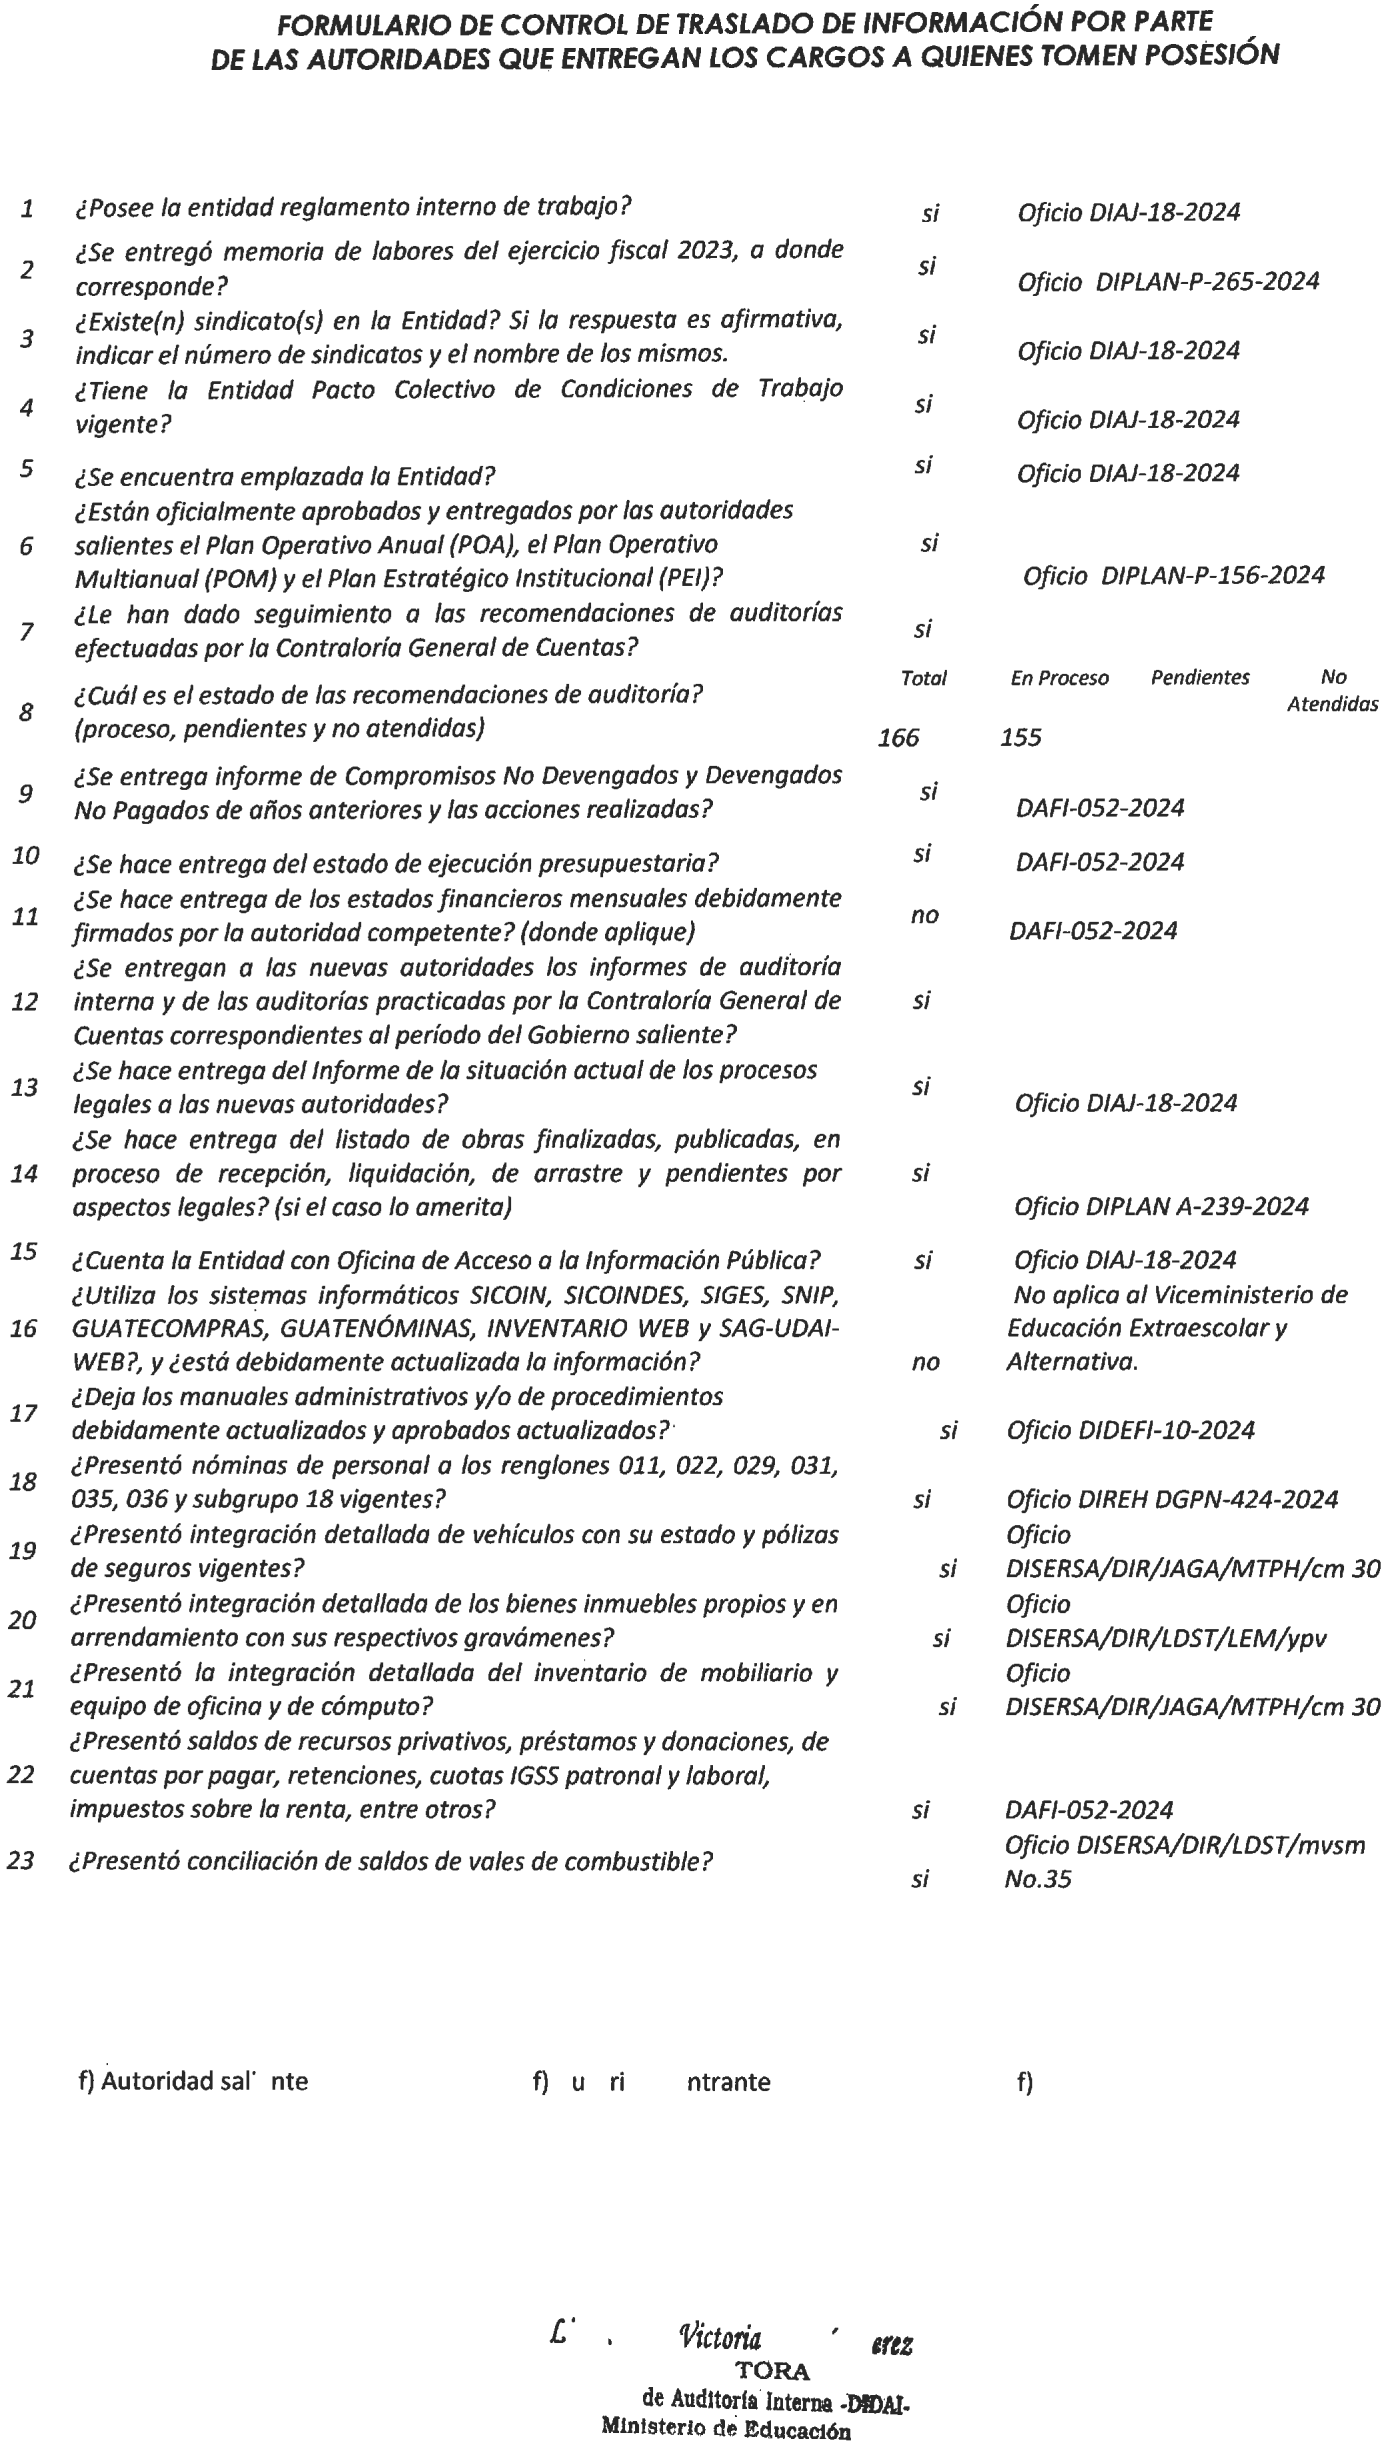 FORMULARIO DE CONTROL DE TRASLADO DE INFORMACIÓN POR PARTE
DE LAS AUTORIDADES QUE ENTREGAN LOS CARGOS A QUIENES TOMEN POSESIÓN
1 ¿Posee la entidad reglamento interno de trabajo? si Oficio DIAJ-18-2024
¿Se entregó memoria de labores del ejercicio fiscal 2023, a donde
2 corresponde? si Oficio DIPLAN-P-265-2024
¿Existe(n) sindicato(s) en la Entidad? Si la respuesta es afirmativa,
3 indicar el número de sindicatos y el nombre de los mismos. si Oficio DIAJ-18-2024
¿Tiene la Entidad Pacto Colectivo de Condiciones de Trabajo
4 vigente? si Oficio DIAJ-18-2024
5 ¿Se encuentra emplazada la Entidad? si Oficio DIAJ-18-2024
¿Están oficialmente aprobados y entregados por las autoridades
6 salientes el Plan Operativo Anual (POA), el Plan Operativo si
Multianual (POM) y el Plan Estratégico Institucional (PEI)? Oficio DIPLAN-P-156-2024
¿Le han dado seguimiento a las recomendaciones de auditorías
7 efectuadas por la Contraloría General de Cuentas? si
Total En Proceso Pendientes No
¿Cuál es el estado de las recomendaciones de auditoría? Atendidas
8 (proceso, pendientes y no atendidas) 166 155
¿Se entrega informe de Compromisos No Devengados y Devengados
9 No Pagados de años anteriores y las acciones realizadas? si DAFI-052-2024
10 ¿Se hace entrega del estado de ejecución presupuestaria? si DAFI-052-2024
¿Se hace entrega de los estados financieros mensuales debidamente
11 firmados por la autoridad competente? (donde aplique) no DAFI-052-2024
¿Se entregan a las nuevas autoridades los informes de auditoría
12 interna y de las auditorías practicadas por la Contraloría General de si
Cuentas correspondientes al período del Gobierno saliente?
¿Se hace entrega del Informe de la situación actual de los procesos
13 legales a las nuevas autoridades? si Oficio DIAJ-18-2024
¿Se hace entrega del listado de obras finalizadas, publicadas, en
14 proceso de recepción, liquidación, de arrastre y pendientes por si
aspectos legales? (si el caso lo amerita) Oficio DIPLAN A-239-2024
15 ¿Cuenta la Entidad con Oficina de Acceso a la Información Pública? si Oficio DIAJ-18-2024
¿Utiliza los sistemas informáticos SICOIN, SICOINDES, SIGES, SNIP, No aplica al Viceministerio de
16 GUATECOMPRAS, GUATENÓMINAS, INVENTARIO WEB y SAG-UDAI- Educación Extraescolar y
WEB?, y ¿está debidamente actualizada la información? no Alternativa.
¿Deja los manuales administrativos y/o de procedimientos
17 debidamente actualizados y aprobados actualizados? si Oficio DIDEFI-10-2024
¿Presentó nóminas de personal a los renglones 011, 022, 029, 031,
18 035, 036 y subgrupo 18 vigentes? si Oficio DIREH DGPN-424-2024
¿Presentó integración detallada de vehículos con su estado y pólizas Oficio
19 de seguros vigentes? si DISERSA/DIR/JAGA/MTPH/cm 30
¿Presentó integración detallada de los bienes inmuebles propios y en Oficio
20 arrendamiento con sus respectivos gravámenes? si DISERSA/DIR/LDST/LEM/ypv
¿Presentó la integración detallada del inventario de mobiliario y Oficio
21 equipo de oficina y de cómputo? si DISERSA/DIR/JAGA/MTPH/cm 30
¿Presentó saldos de recursos privativos, préstamos y donaciones, de
22 cuentas por pagar, retenciones, cuotas IGSS patronal y laboral,
impuestos sobre la renta, entre otros? si DAFI-052-2024
Oficio DISERSA/DIR/LDST/mvsm
23 ¿Presentó conciliación de saldos de vales de combustible? si No.35
f) Autoridad sal nte f) u ri ntrante f)
L Victoria erez
TORA
de Auditoría Interna -DIDAI-
Ministerio de Educación